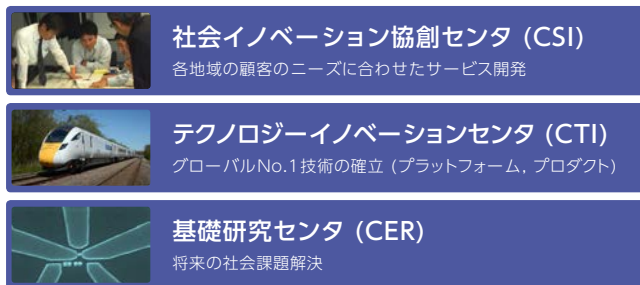 社会イノベーション協創センタ (CSI)
各地域の顧客のニーズに合わせたサービス開発
テクノロジーイノベーションセンタ (CTI)
グローバルNo.1技術の確立 (プラットフォーム, プロダクト)
基礎研究センタ (CER)
将来の社会課題解決